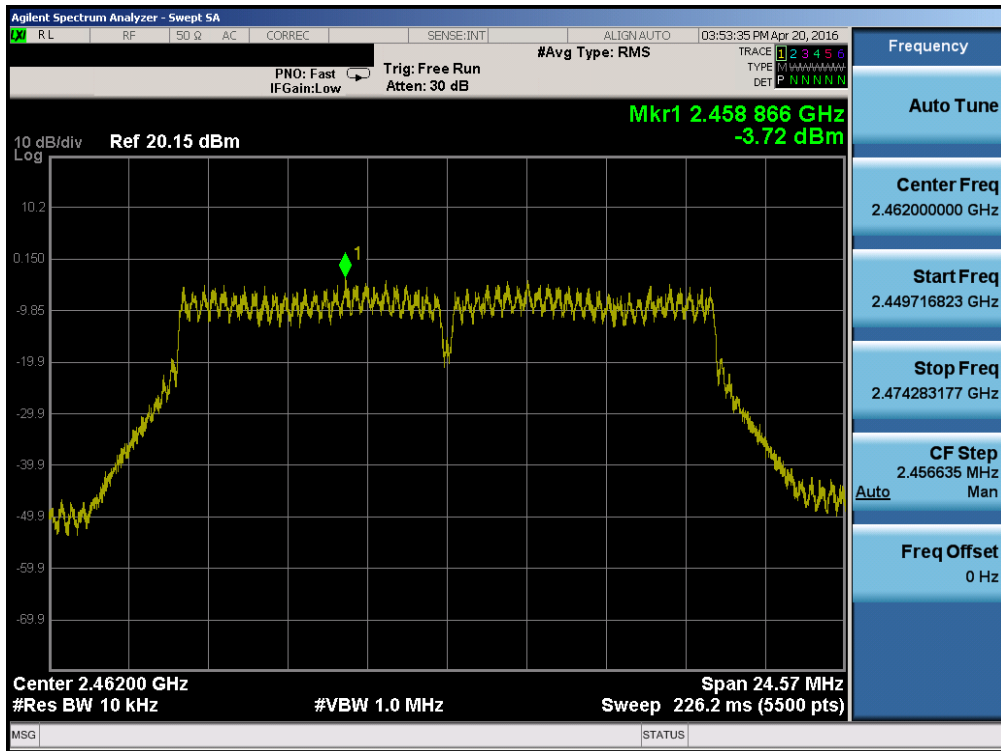 Agilent Spectrum Analyzer - Swept SA
LXI RL RF 50 Ω AC CORREC SENSE:INT ALIGN AUTO 03:53:35 PM Apr 20, 2016
#Avg Type: RMS TRACE 1 2 3 4 5 6
PNO: Fast Trig: Free Run TYPE M WWWWW
IFGain:Low Atten: 30 dB DET P N N N N N
Mkr1 2.458 866 GHz
10 dB/div Ref 20.15 dBm -3.72 dBm
Log
10.2
0.150
1
-9.85
-19.9
-29.9
-39.9
-49.9
-59.9
-69.9
Center 2.46200 GHz Span 24.57 MHz
#Res BW 10 kHz #VBW 1.0 MHz Sweep 226.2 ms (5500 pts)
MSG STATUS
Frequency
Auto Tune
Center Freq
2.462000000 GHz
Start Freq
2.449716823 GHz
Stop Freq
2.474283177 GHz
CF Step
2.456635 MHz
Auto Man
Freq Offset
0 Hz